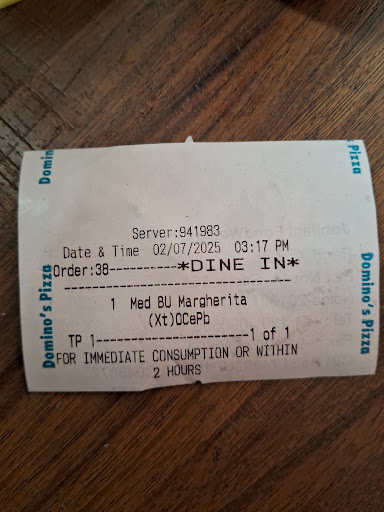 Domino's Pizza
Pizza
Server:941983
Date & Time 02/07/2025 03:17 PM
Order:38----------*DINE IN*
------------------------------------
1 Med BU Margherita
(Xt)OCePb
TP 1-----------------------1 of 1
FOR IMMEDIATE CONSUMPTION OR WITHIN
2 HOURS
Domino's Pizza
Domino